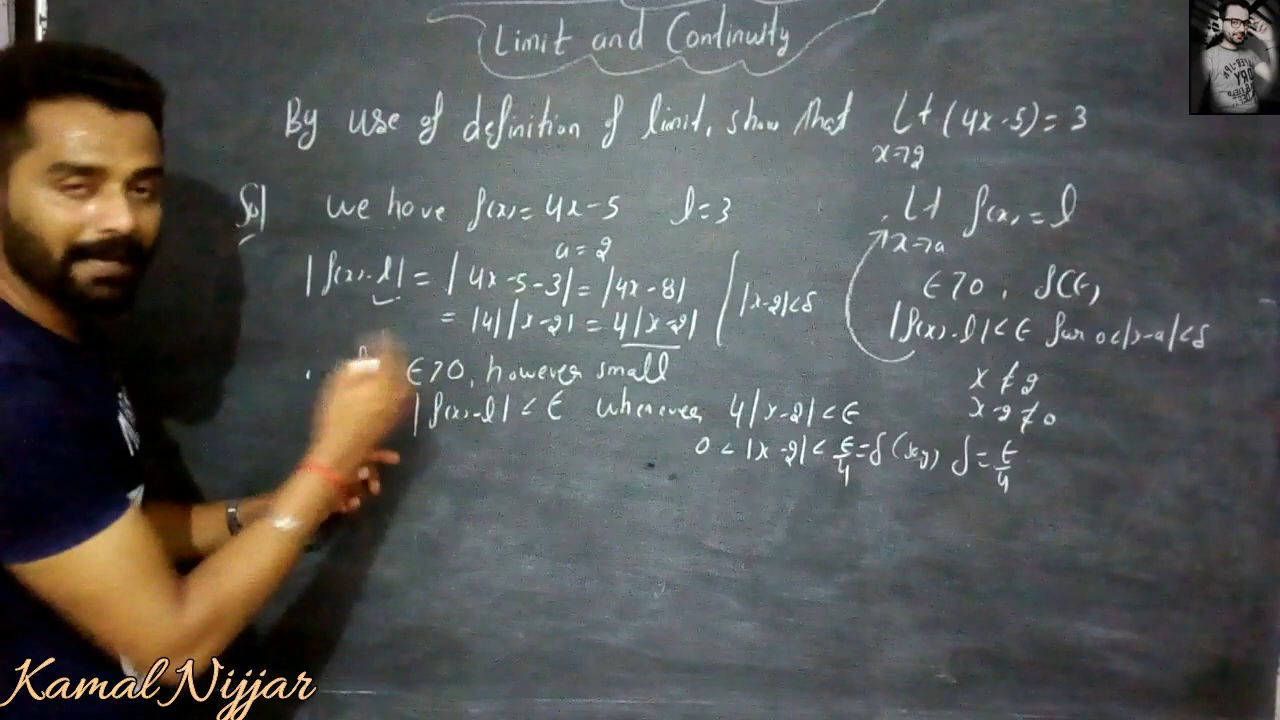 Limit and Continuity
By use of definition of limit, show that Lt (4x-5) = 3
x→2
Sol we have f(x) = 4x-5 l=3
a=2
|f(x)-l| = |4x-5-3| = |4x-8|
= |4||x-2| = 4|x-2|
|x-2|<δ
Lt f(x) = l
x→a
∈>0, δ(∈)
|f(x)-l|<∈ for 0<|x-a|<δ
∈>0, however small
|f(x)-l| < ∈ whenever 4|x-2|<∈
0 < |x-2| < ∈/4 = δ (say) δ = ∈/4
x ≠ 2
x-2 ≠ 0
Kamal Nijjar